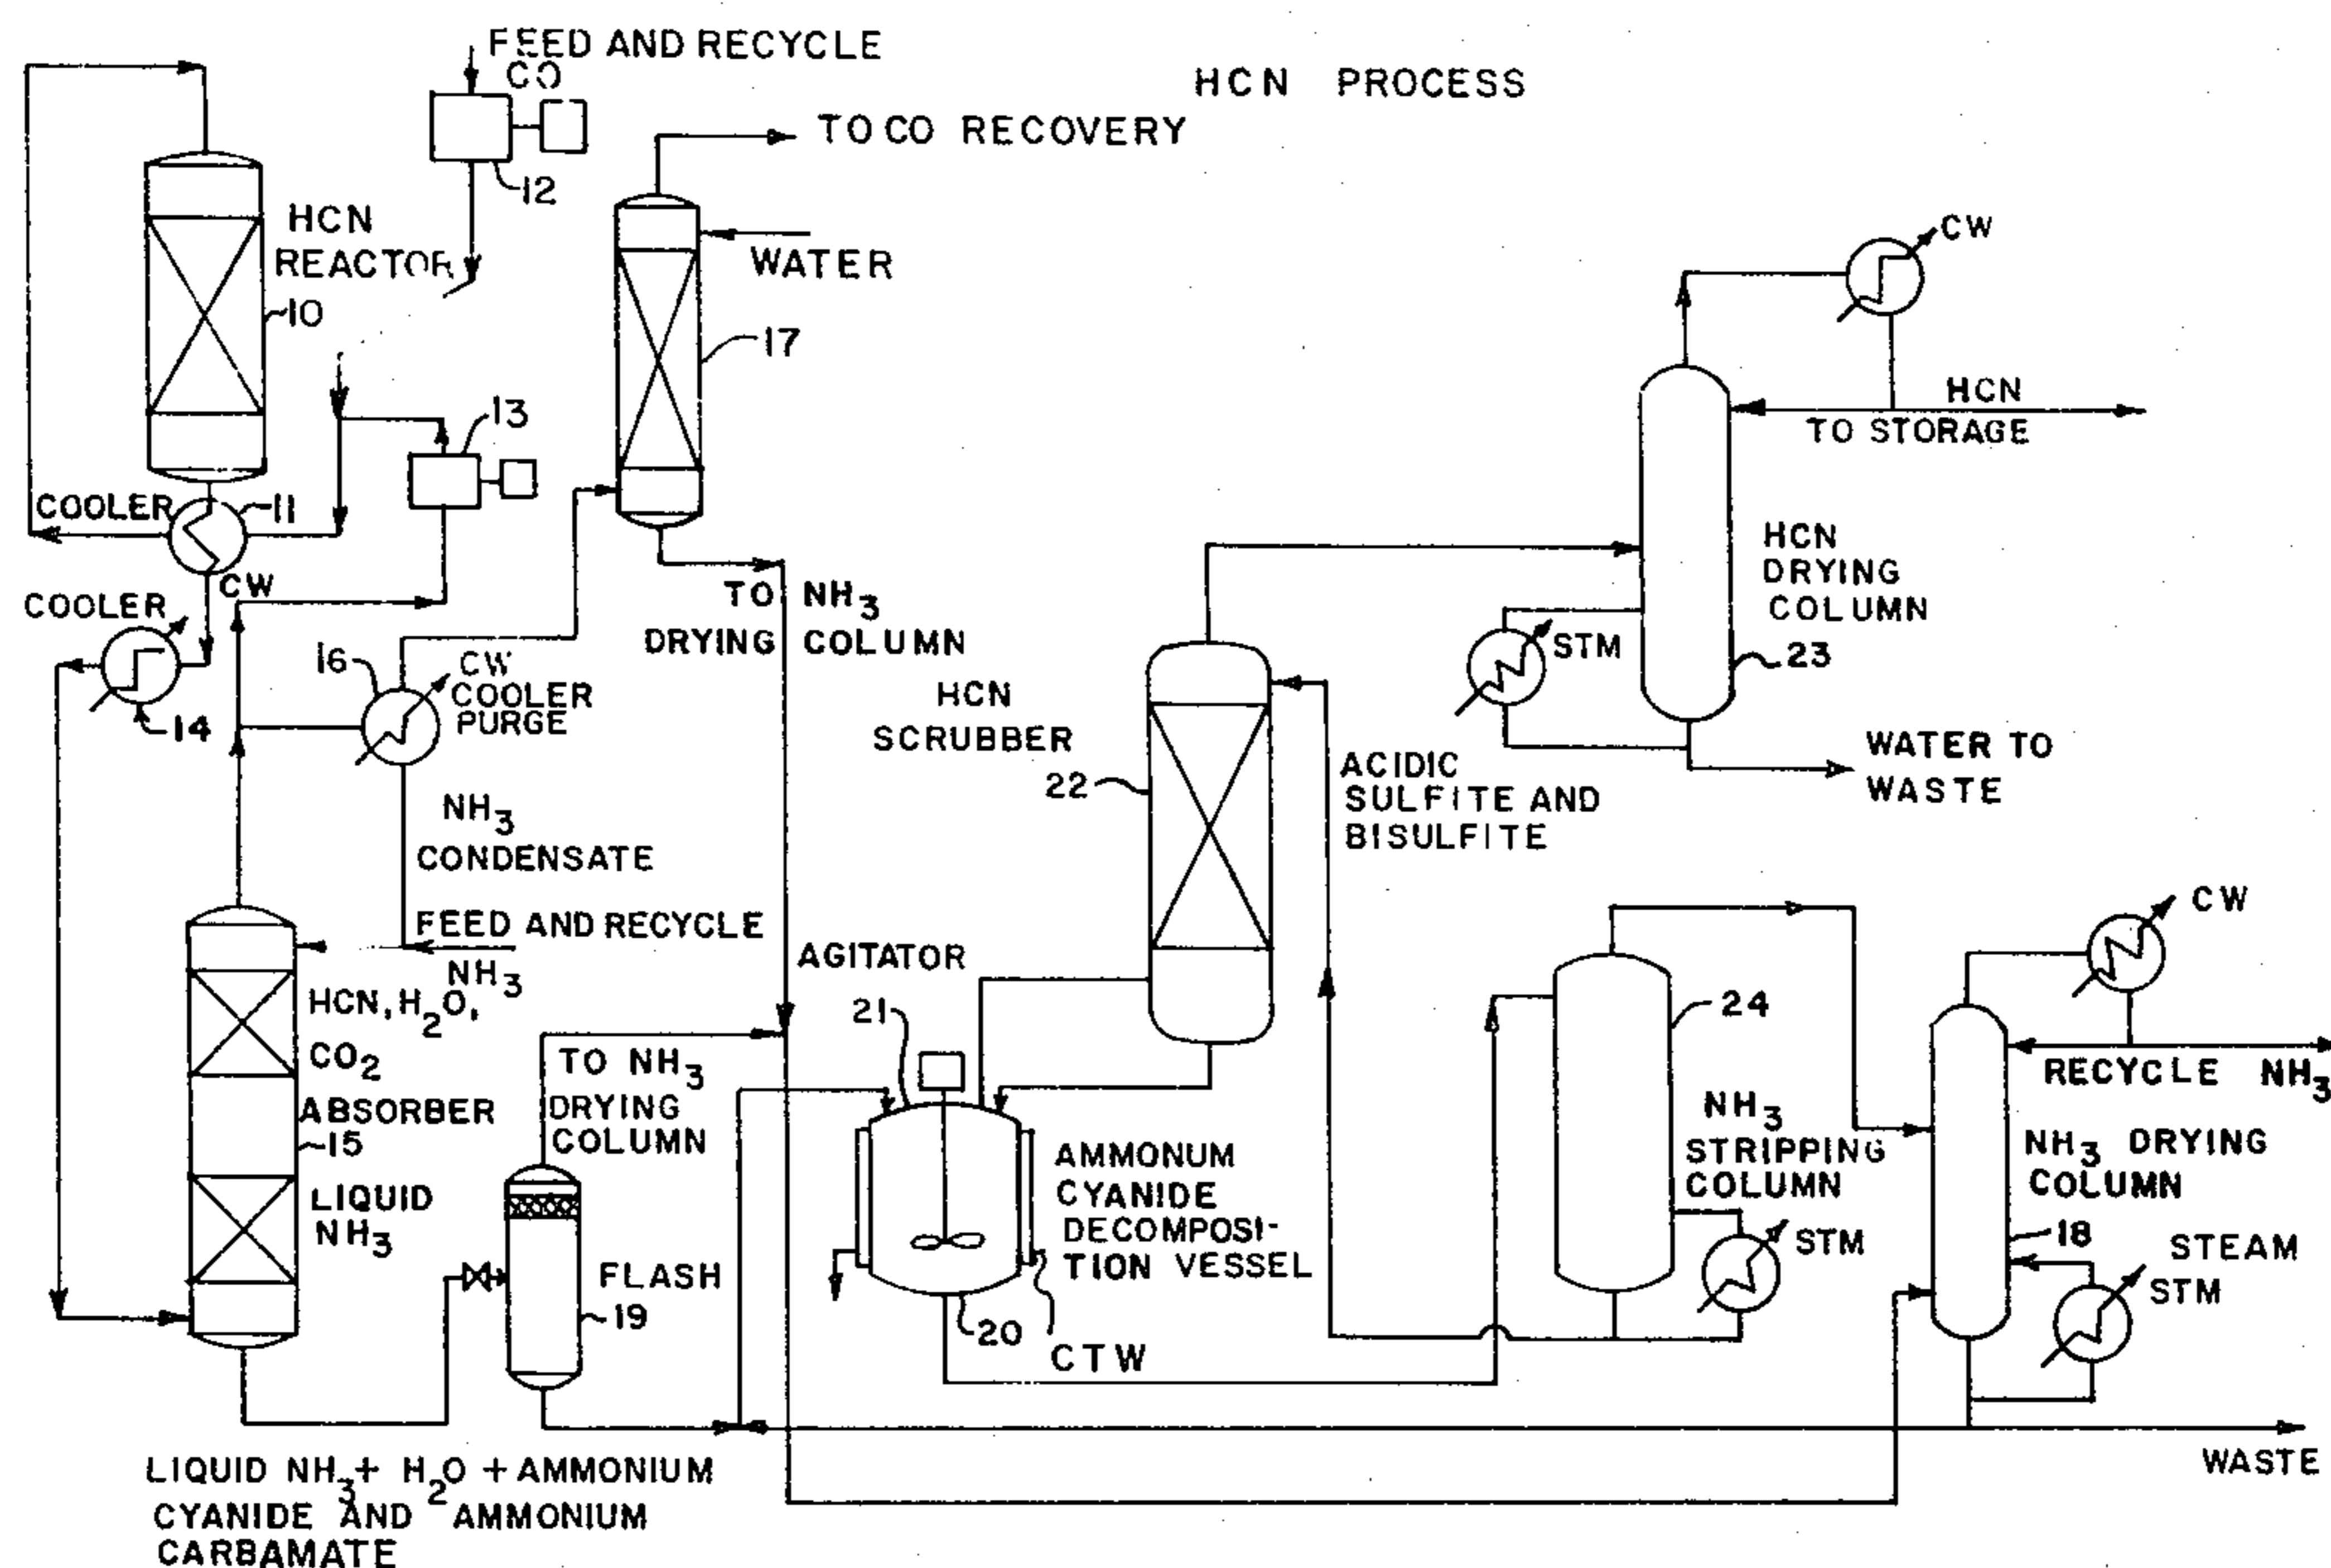 FEED AND RECYCLE
CO
HCN PROCESS
TO CO RECOVERY
12
HCN
REACTOR
10
WATER
17
CW
13
HCN
TO STORAGE
COOLER
11
CW
COOLER
14
16
CW
COOLER
PURGE
TO NH3
DRYING COLUMN
HCN
DRYING
COLUMN
23
STM
HCN
SCRUBBER
22
ACIDIC
SULFITE AND
BISULFITE
WATER TO
WASTE
NH3
CONDENSATE
FEED AND RECYCLE
NH3
HCN, H2O,
CO2
ABSORBER
15
LIQUID
NH3
AGITATOR
21
TO NH3
DRYING
COLUMN
FLASH
19
AMMONUM
CYANIDE
DECOMPOSI-
TION VESSEL
20
CTW
24
NH3
STRIPPING
COLUMN
STM
CW
RECYCLE NH3
NH3 DRYING
COLUMN
18
STEAM
STM
WASTE
LIQUID NH3+ H2O + AMMONIUM
CYANIDE AND AMMONIUM
CARBAMATE